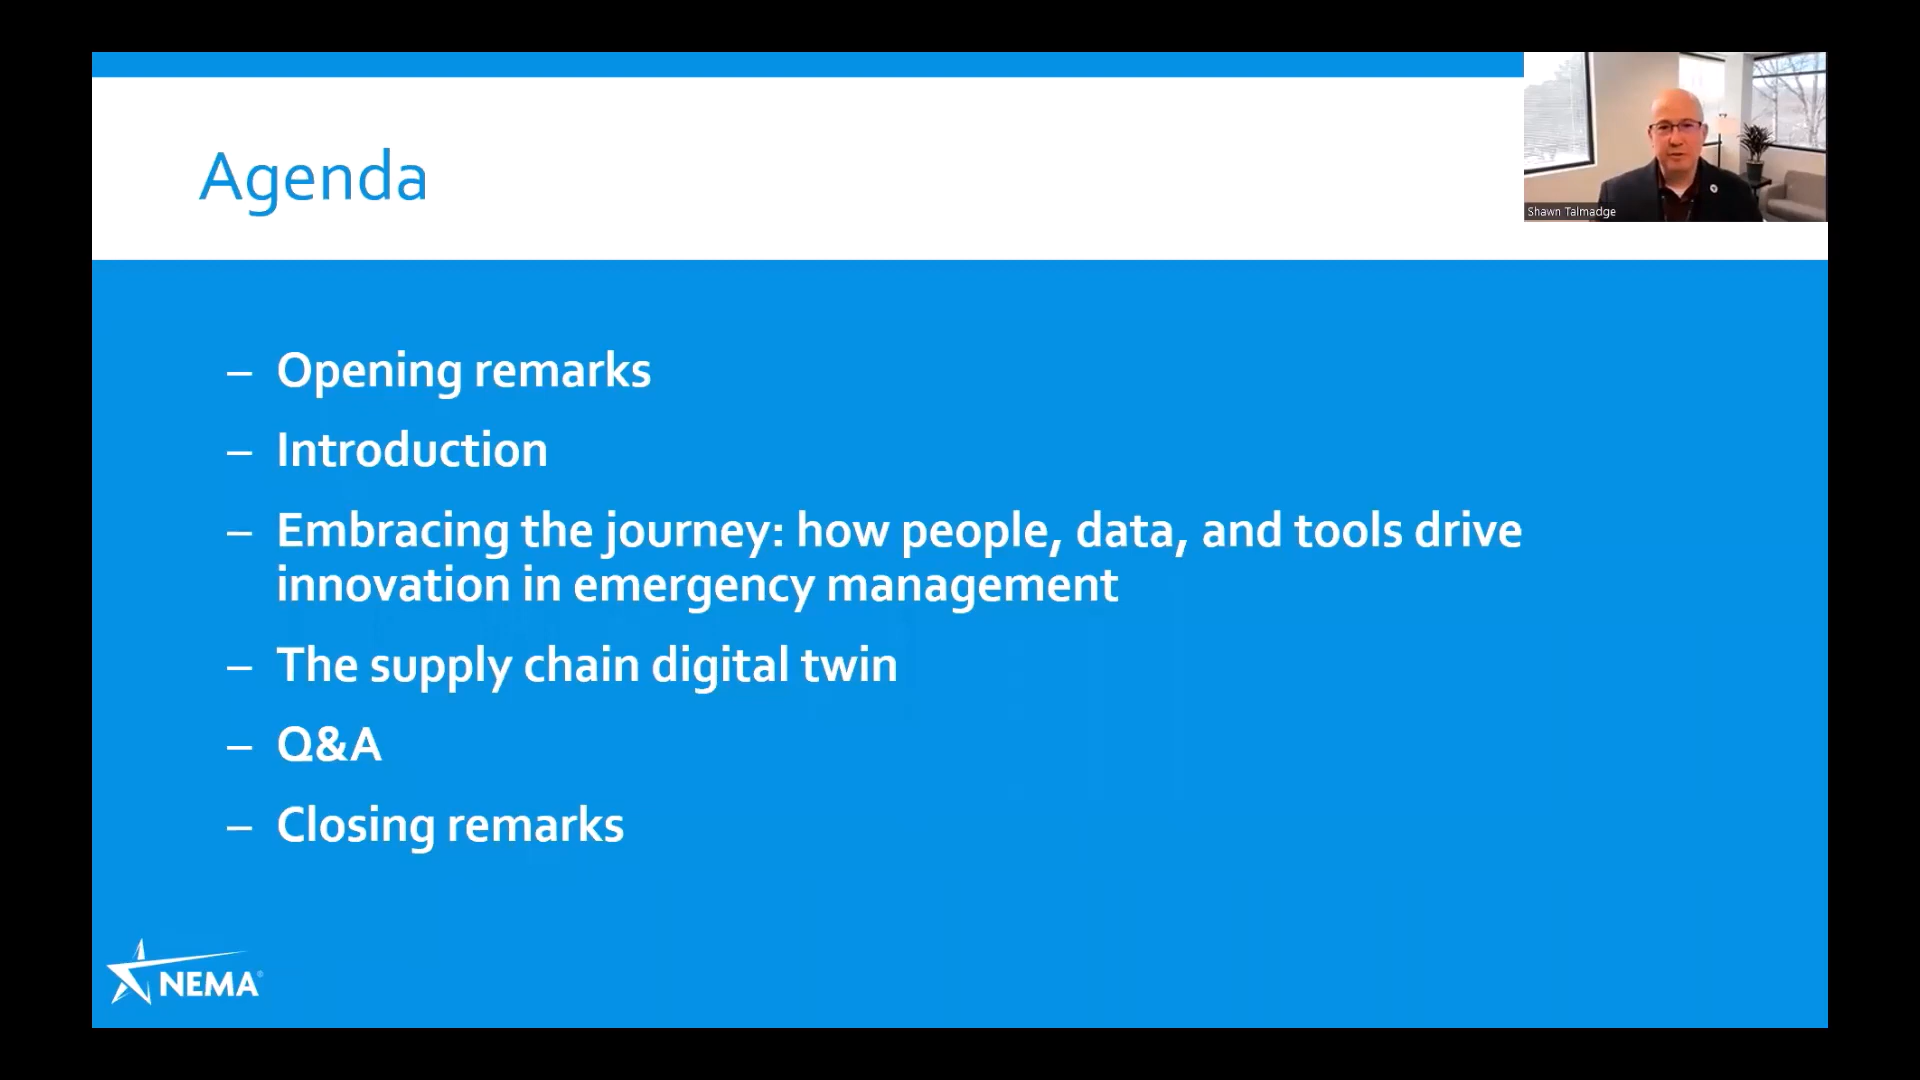 Agenda
Shawn Talmadge
– Opening remarks
– Introduction
– Embracing the journey: how people, data, and tools drive
innovation in emergency management
– The supply chain digital twin
– Q&A
– Closing remarks
NEMA®